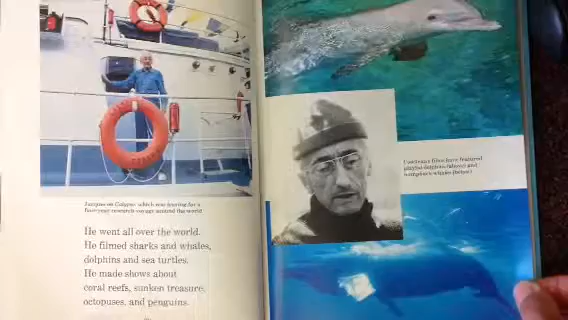 Jacques on Calypso, which was leaving for a
four-year research voyage around the world
He went all over the world.
He filmed sharks and whales,
dolphins and sea turtles.
He made shows about
coral reefs, sunken treasure,
octopuses, and penguins.
Cousteau's films have featured
playful dolphins (above) and
humpback whales (below).